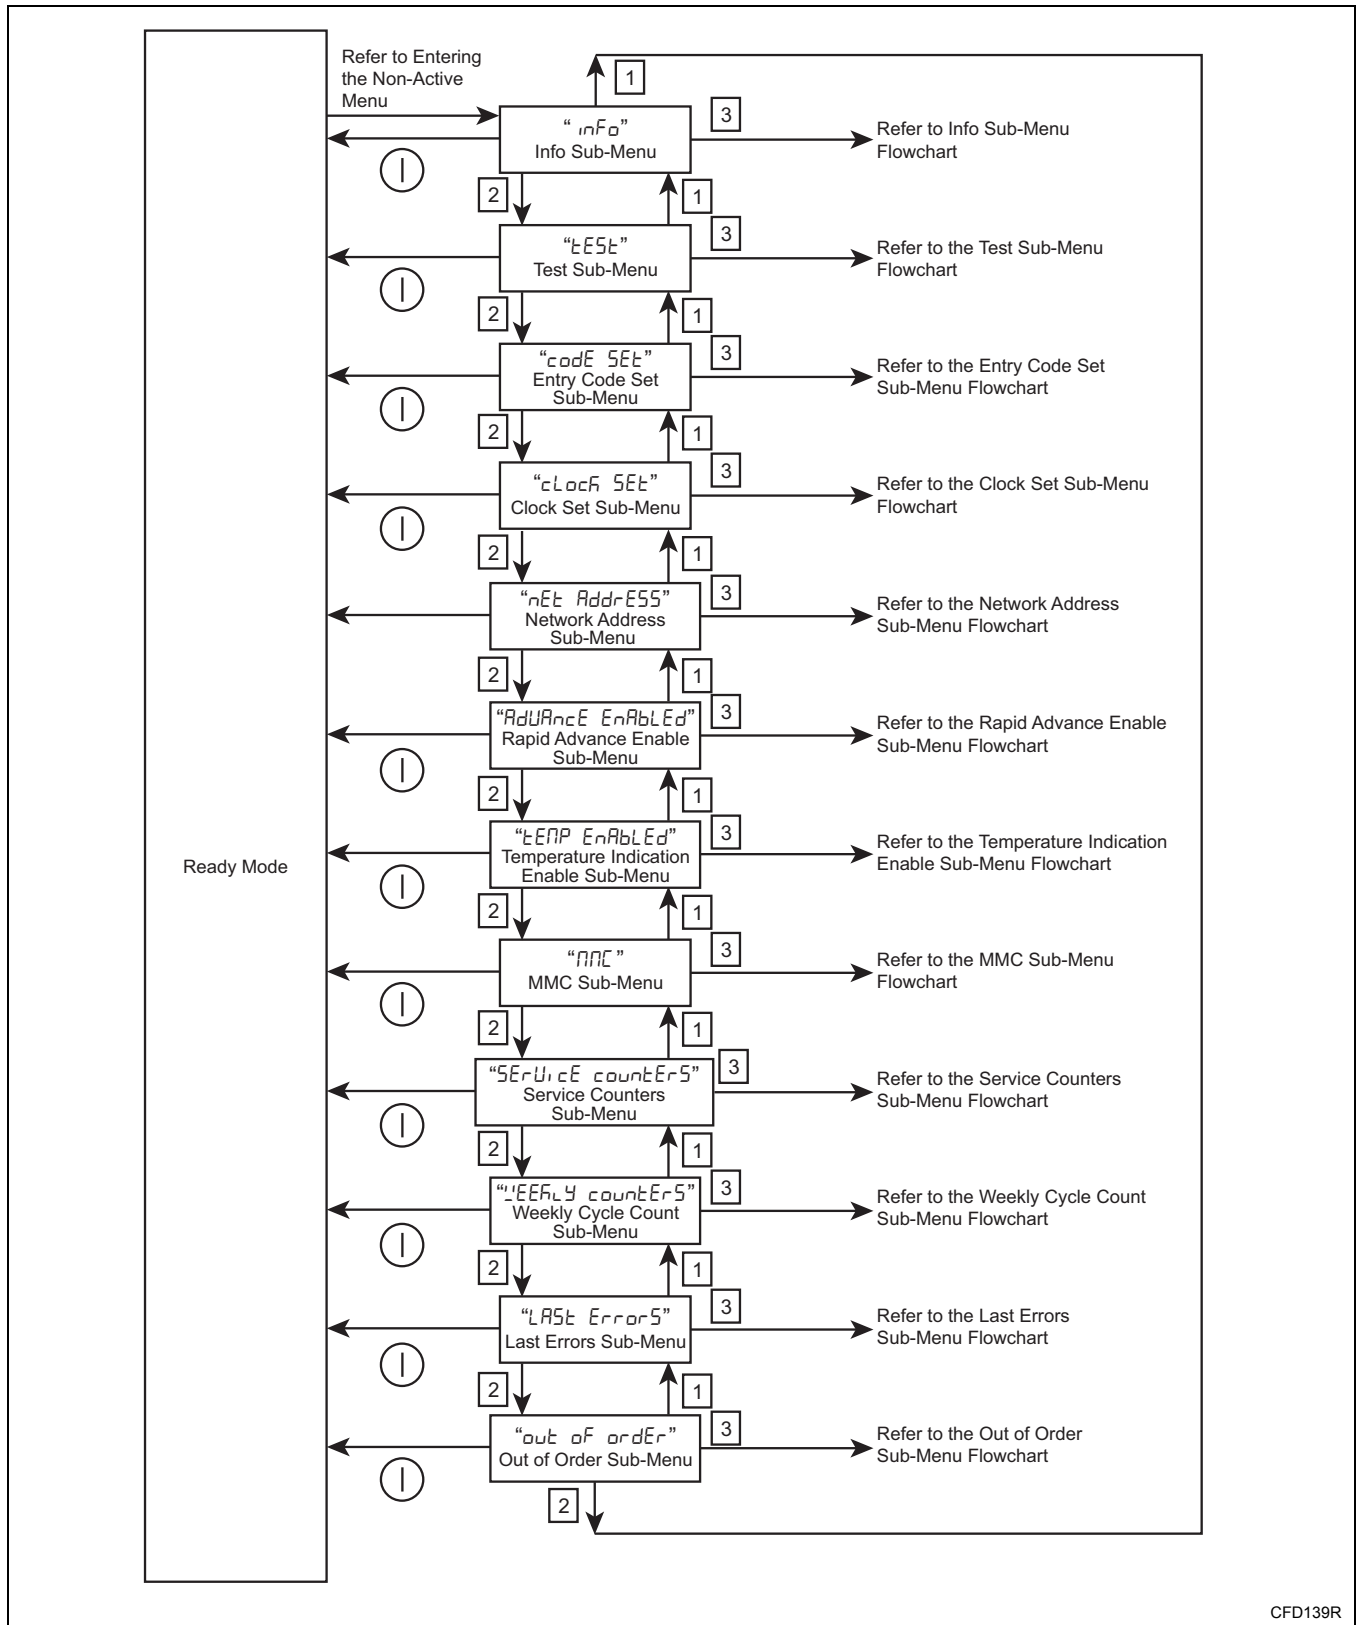 Refer to Entering
the Non-Active
Menu
1
"inFo"
Info Sub-Menu
3
Refer to Info Sub-Menu
Flowchart
2
1
"tESt"
Test Sub-Menu
3
Refer to the Test Sub-Menu
Flowchart
2
1
"codE SEt"
Entry Code Set
Sub-Menu
3
Refer to the Entry Code Set
Sub-Menu Flowchart
2
1
"cLocK SEt"
Clock Set Sub-Menu
3
Refer to the Clock Set Sub-Menu
Flowchart
2
1
"nEt AddrESS"
Network Address
Sub-Menu
3
Refer to the Network Address
Sub-Menu Flowchart
2
1
"AdVAncE EnAbLEd"
Rapid Advance Enable
Sub-Menu
3
Refer to the Rapid Advance Enable
Sub-Menu Flowchart
2
1
"tEMP EnAbLEd"
Temperature Indication
Enable Sub-Menu
3
Refer to the Temperature Indication
Enable Sub-Menu Flowchart
Ready Mode
2
1
"MMC"
MMC Sub-Menu
3
Refer to the MMC Sub-Menu
Flowchart
2
1
"SErVicE countErS"
Service Counters
Sub-Menu
3
Refer to the Service Counters
Sub-Menu Flowchart
2
1
"WEEKLY countErS"
Weekly Cycle Count
Sub-Menu
3
Refer to the Weekly Cycle Count
Sub-Menu Flowchart
2
1
"LASt ErrorS"
Last Errors Sub-Menu
3
Refer to the Last Errors
Sub-Menu Flowchart
2
1
"out oF ordEr"
Out of Order Sub-Menu
3
Refer to the Out of Order
Sub-Menu Flowchart
2
CFD139R